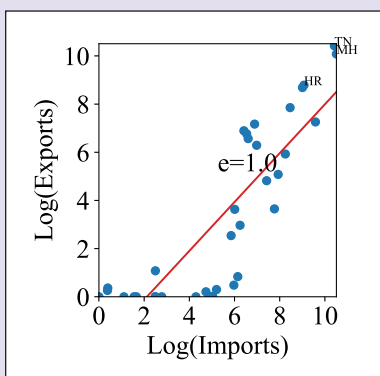 TN
MH
10
HR
8
6
e=1.0
4
2
0
0 2 4 6 8 10
Log(Exports)
Log(Imports)